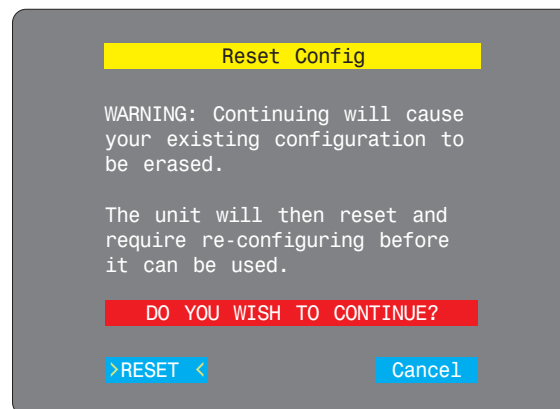 Reset Config
WARNING: Continuing will cause
your existing configuration to
be erased.
The unit will then reset and
require re-configuring before
it can be used.
DO YOU WISH TO CONTINUE?
>RESET < Cancel